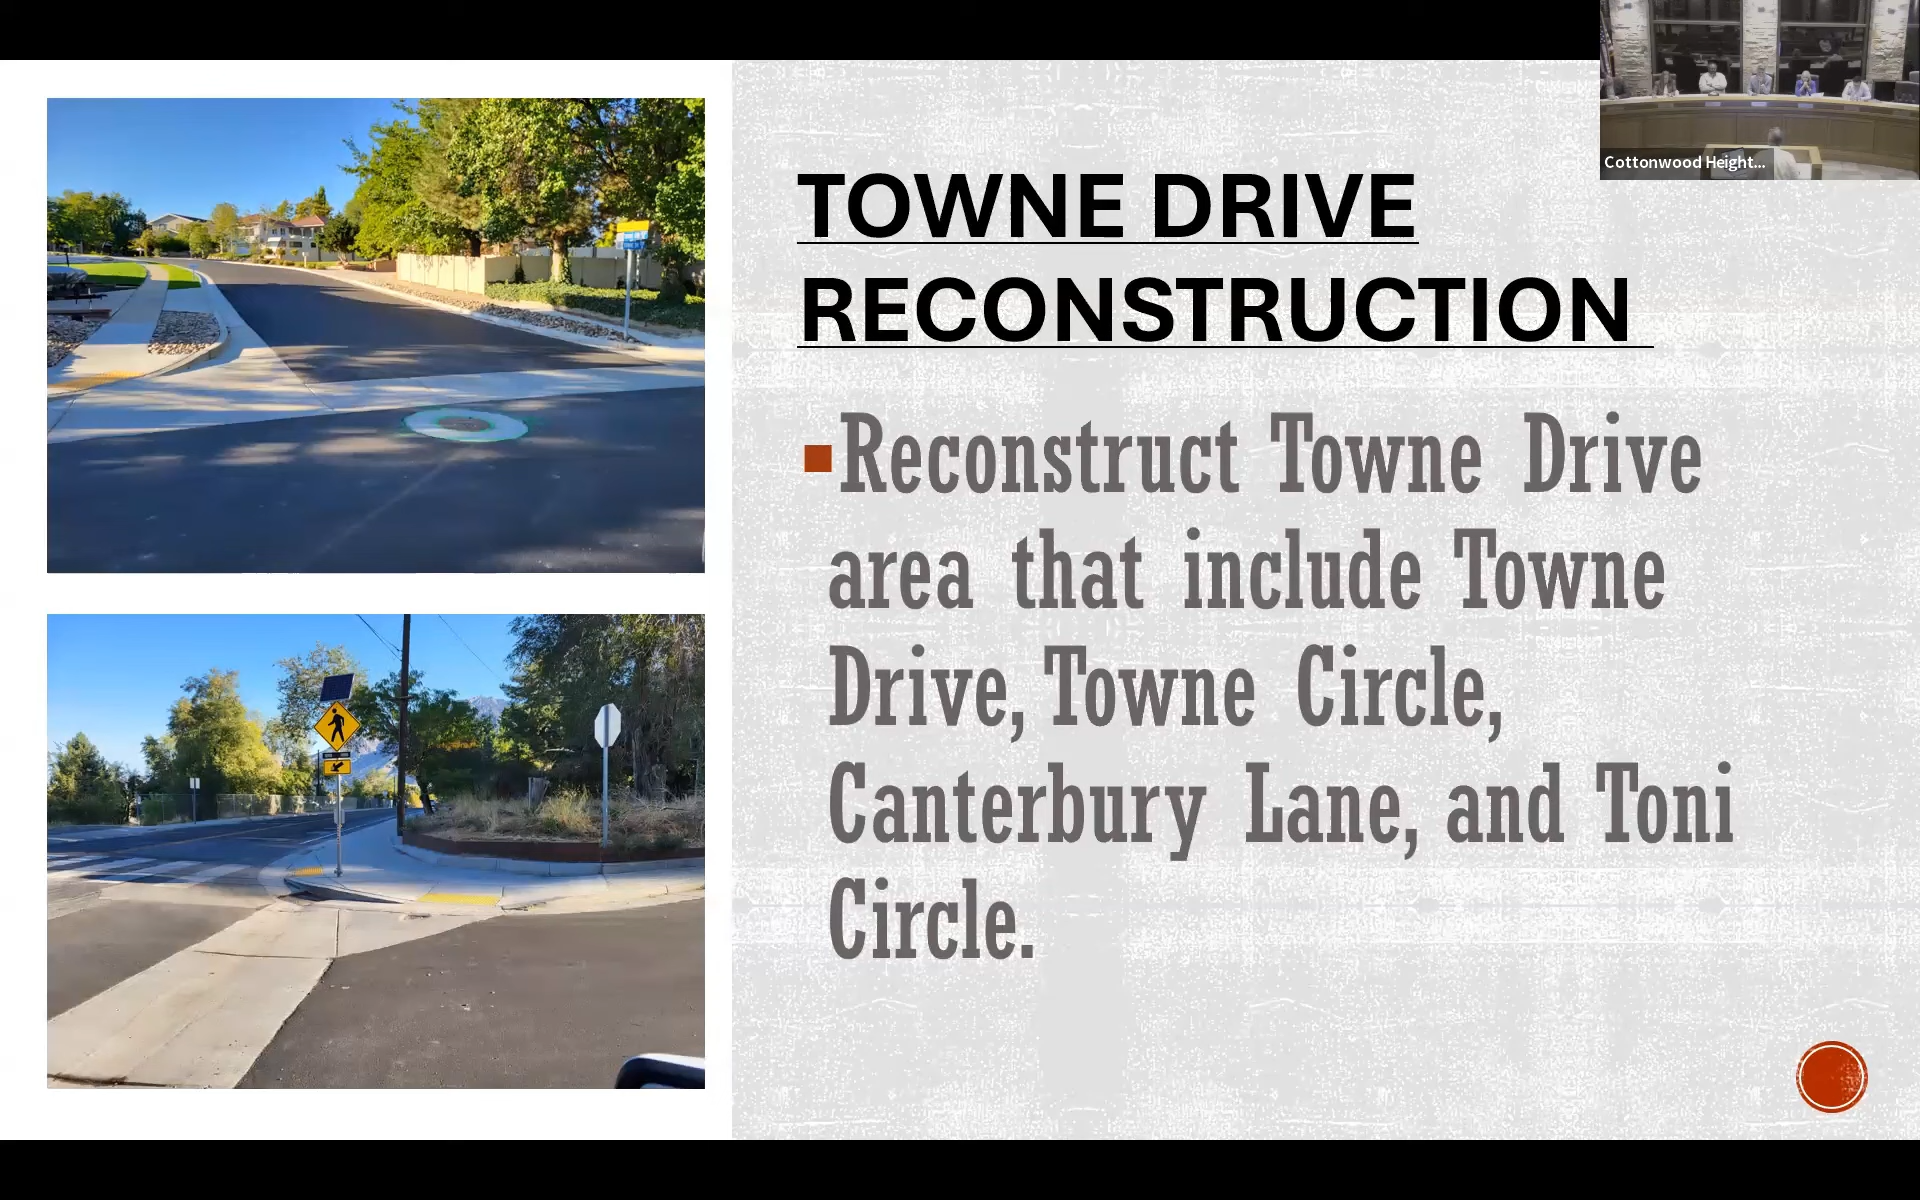 Cottonwood Height...
TOWNE DRIVE
RECONSTRUCTION
Reconstruct Towne Drive
area that include Towne
Drive, Towne Circle,
Canterbury Lane, and Toni
Circle.